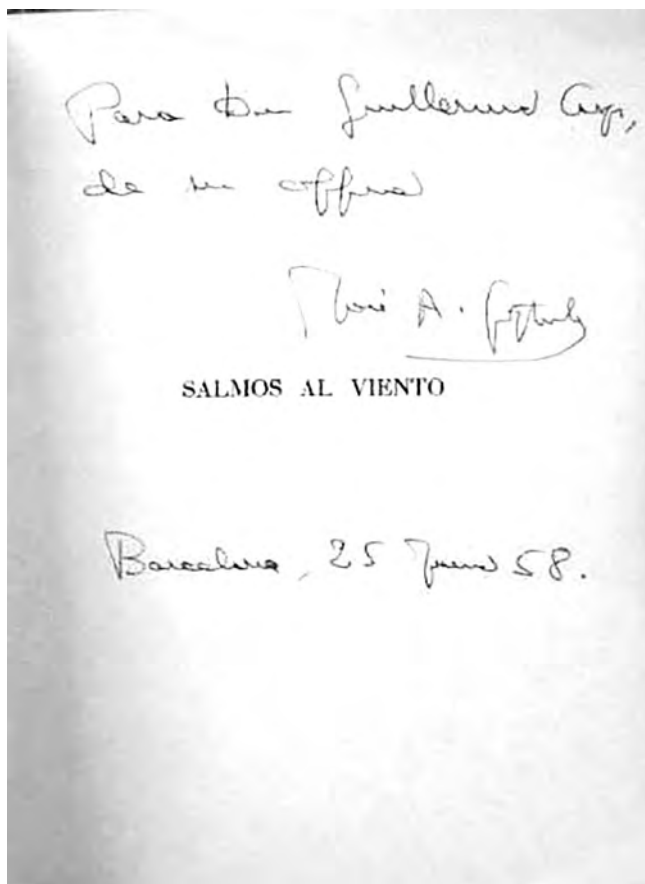 Para Don Guillermo
de su affmo
José A. Goytisolo
SALMOS AL VIENTO
Barcelona, 25 Junio 58.